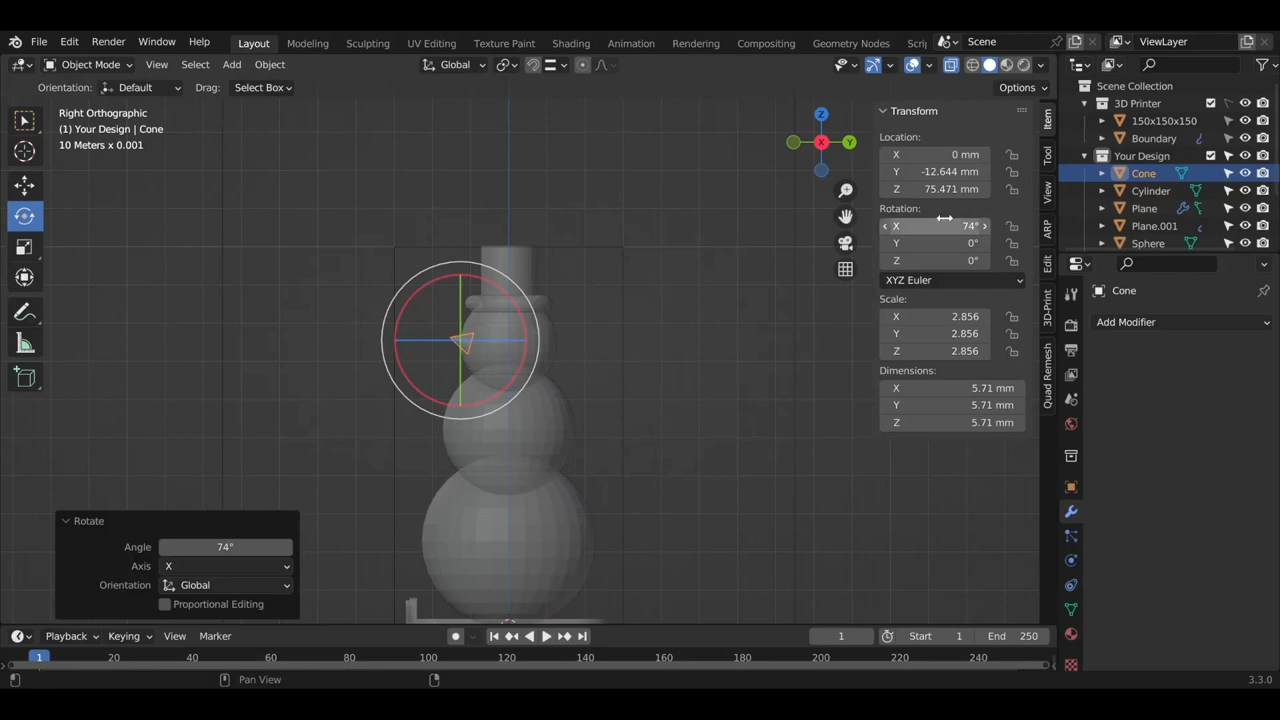 File Edit Render Window Help Layout Modeling Sculpting UV Editing Texture Paint Shading Animation Rendering Compositing Geometry Nodes Scrip Scene ViewLayer
Object Mode View Select Add Object Global
Orientation: Default Drag: Select Box Options
Right Orthographic
(1) Your Design | Cone
10 Meters x 0.001
Z
Y
X
Transform
Location:
X 0 mm
Y -12.644 mm
Z 75.471 mm
Rotation:
X 74°
Y 0°
Z 0°
XYZ Euler
Scale:
X 2.856
Y 2.856
Z 2.856
Dimensions:
X 5.71 mm
Y 5.71 mm
Z 5.71 mm
Item
Tool
View
ARP
Edit
3D-Print
Quad Remesh
Scene Collection
3D Printer
150x150x150
Boundary
Your Design
Cone
Cylinder
Plane
Plane.001
Sphere
Cone
Add Modifier
Rotate
Angle 74°
Axis X
Orientation Global
Proportional Editing
Playback Keying View Marker 1 Start 1 End 250
1 20 40 60 80 100 120 140 160 180 200 220 240
Pan View 3.3.0